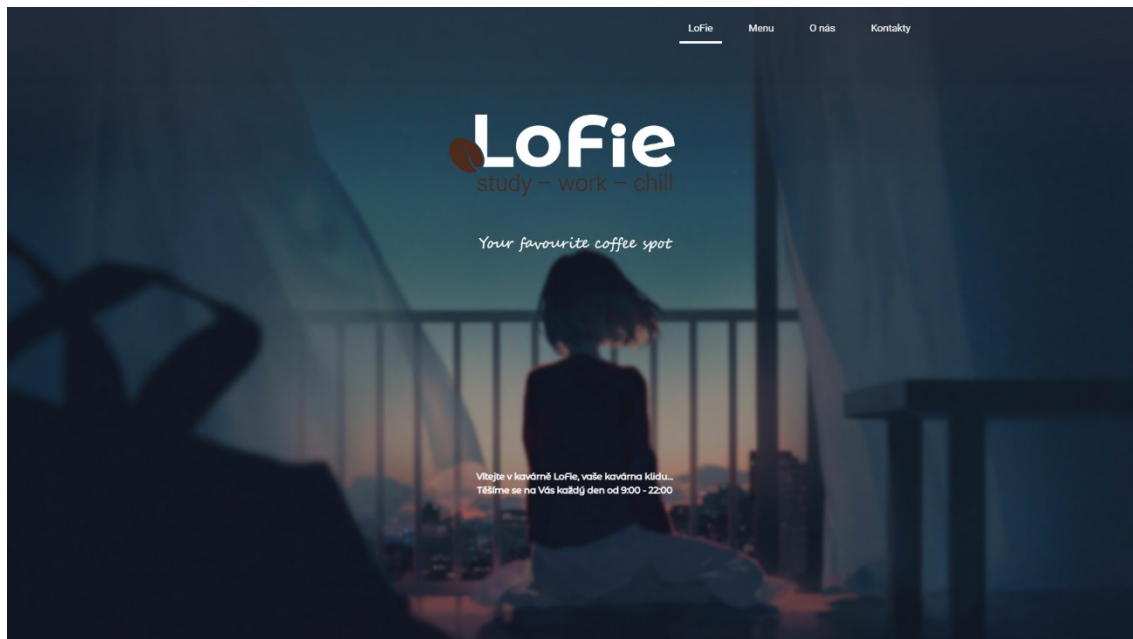 LoFie Menu O nás Kontakty
LoFie
study – work – chill
Your favourite coffee spot
Vítejte v kavárně LoFie, vaše kavárna klidu...
Těšíme se na Vás každý den od 9:00 - 22:00